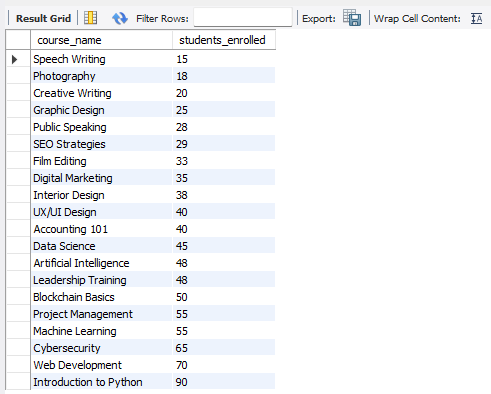 Result Grid Filter Rows: Export: Wrap Cell Content: IA
course_name students_enrolled
Speech Writing 15
Photography 18
Creative Writing 20
Graphic Design 25
Public Speaking 28
SEO Strategies 29
Film Editing 33
Digital Marketing 35
Interior Design 38
UX/UI Design 40
Accounting 101 40
Data Science 45
Artificial Intelligence 48
Leadership Training 48
Blockchain Basics 50
Project Management 55
Machine Learning 55
Cybersecurity 65
Web Development 70
Introduction to Python 90